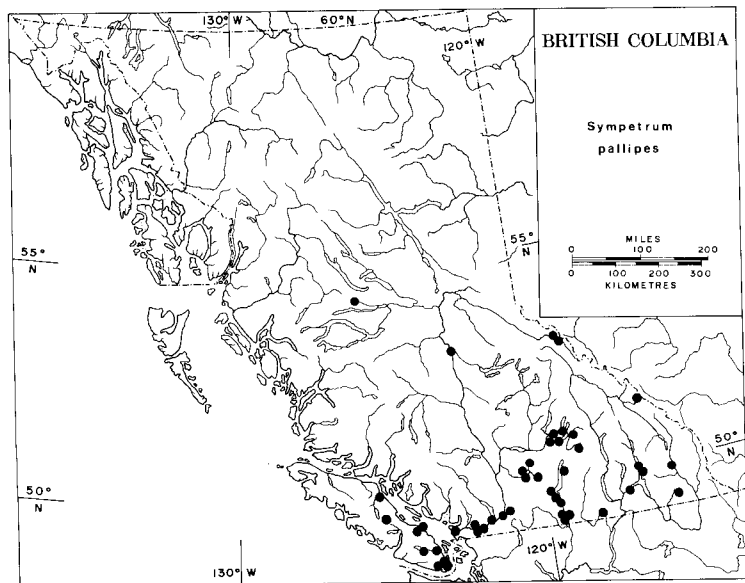 130° W
60° N
120° W
BRITISH COLUMBIA
Sympetrum
pallipes
MILES
0 100 200
0 100 200 300
KILOMETRES
55°
N
55°
N
50°
N
50°
N
130° W
120° W